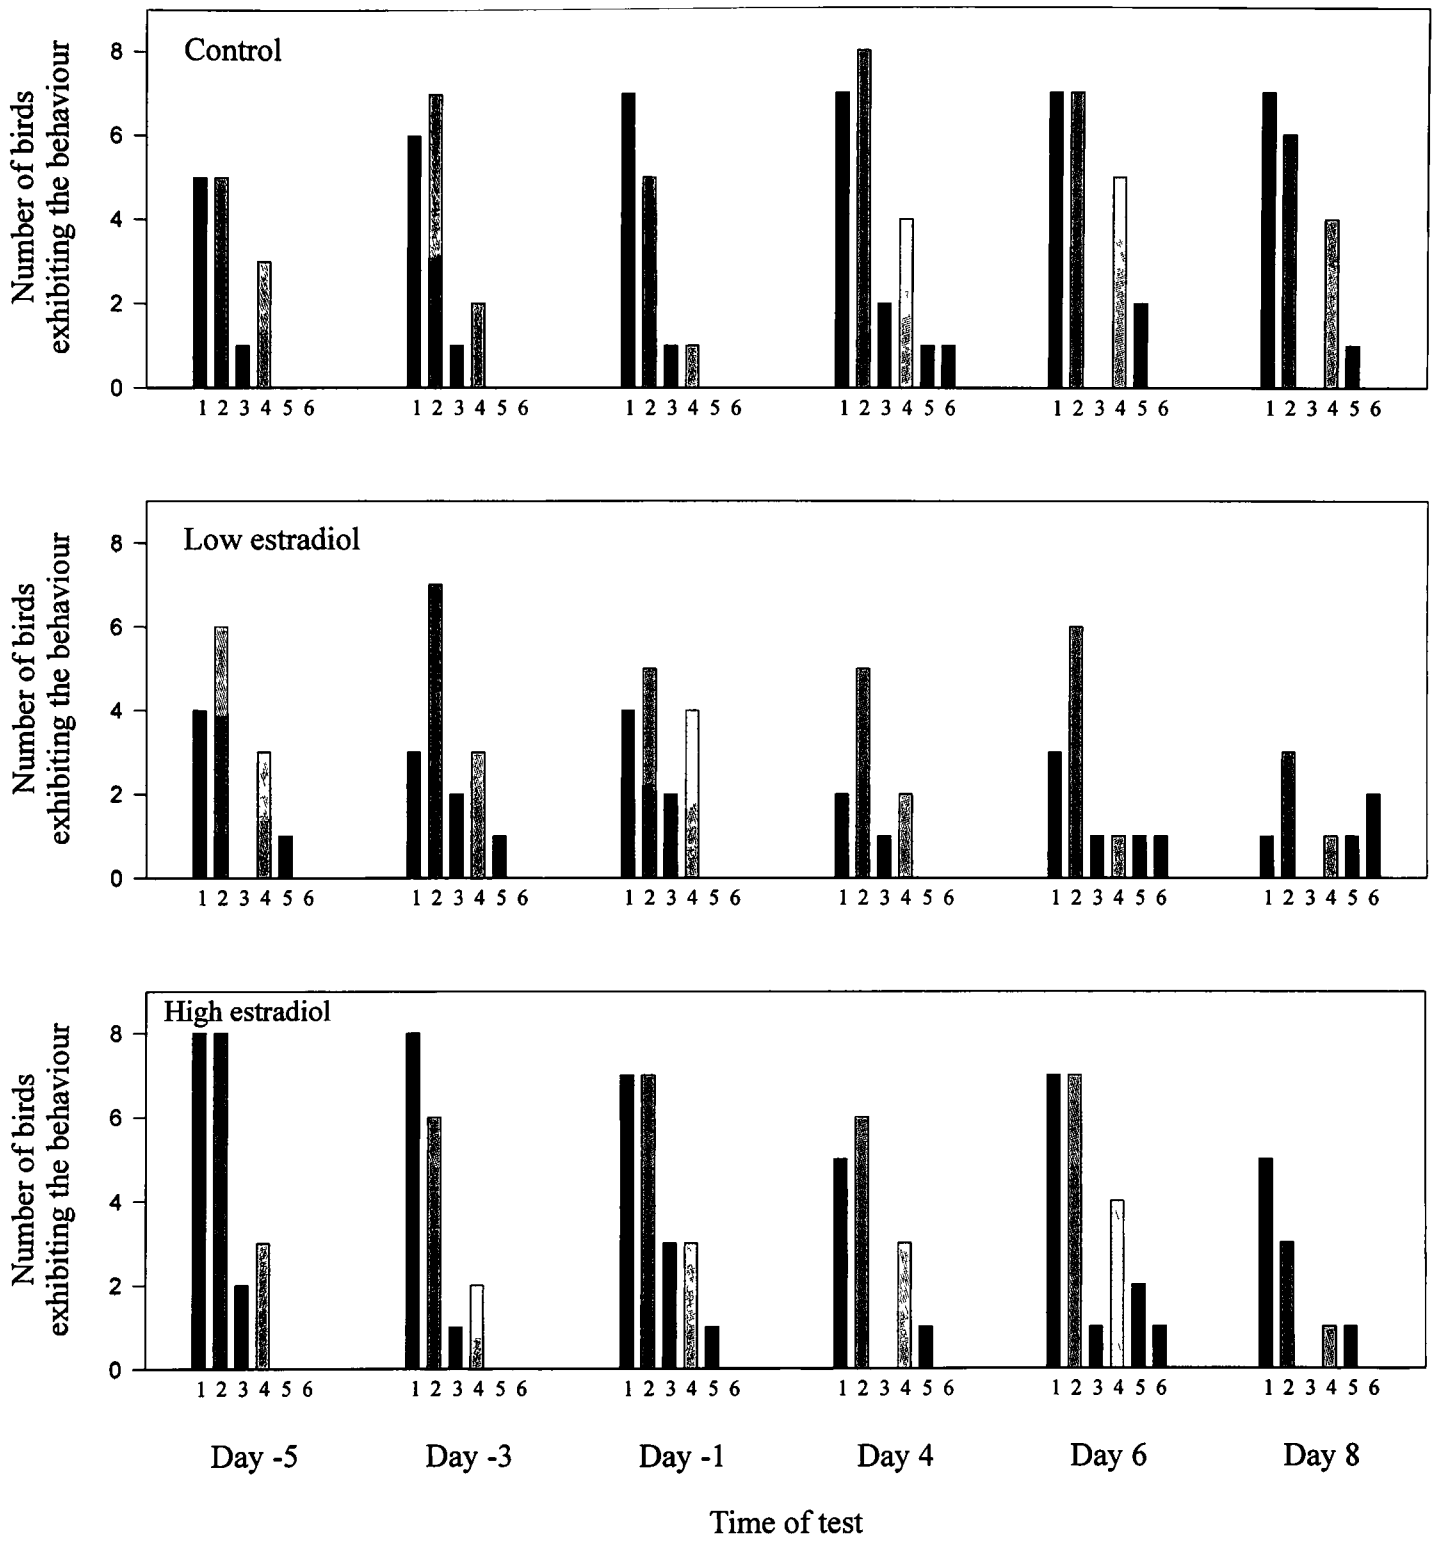 Control
Number of birds
exhibiting the behaviour
8
6
4
2
0
1 2 3 4 5 6 1 2 3 4 5 6 1 2 3 4 5 6 1 2 3 4 5 6 1 2 3 4 5 6 1 2 3 4 5 6
Low estradiol
Number of birds
exhibiting the behaviour
8
6
4
2
0
1 2 3 4 5 6 1 2 3 4 5 6 1 2 3 4 5 6 1 2 3 4 5 6 1 2 3 4 5 6 1 2 3 4 5 6
High estradiol
Number of birds
exhibiting the behaviour
8
6
4
2
0
1 2 3 4 5 6 1 2 3 4 5 6 1 2 3 4 5 6 1 2 3 4 5 6 1 2 3 4 5 6 1 2 3 4 5 6
Day -5 Day -3 Day -1 Day 4 Day 6 Day 8
Time of test